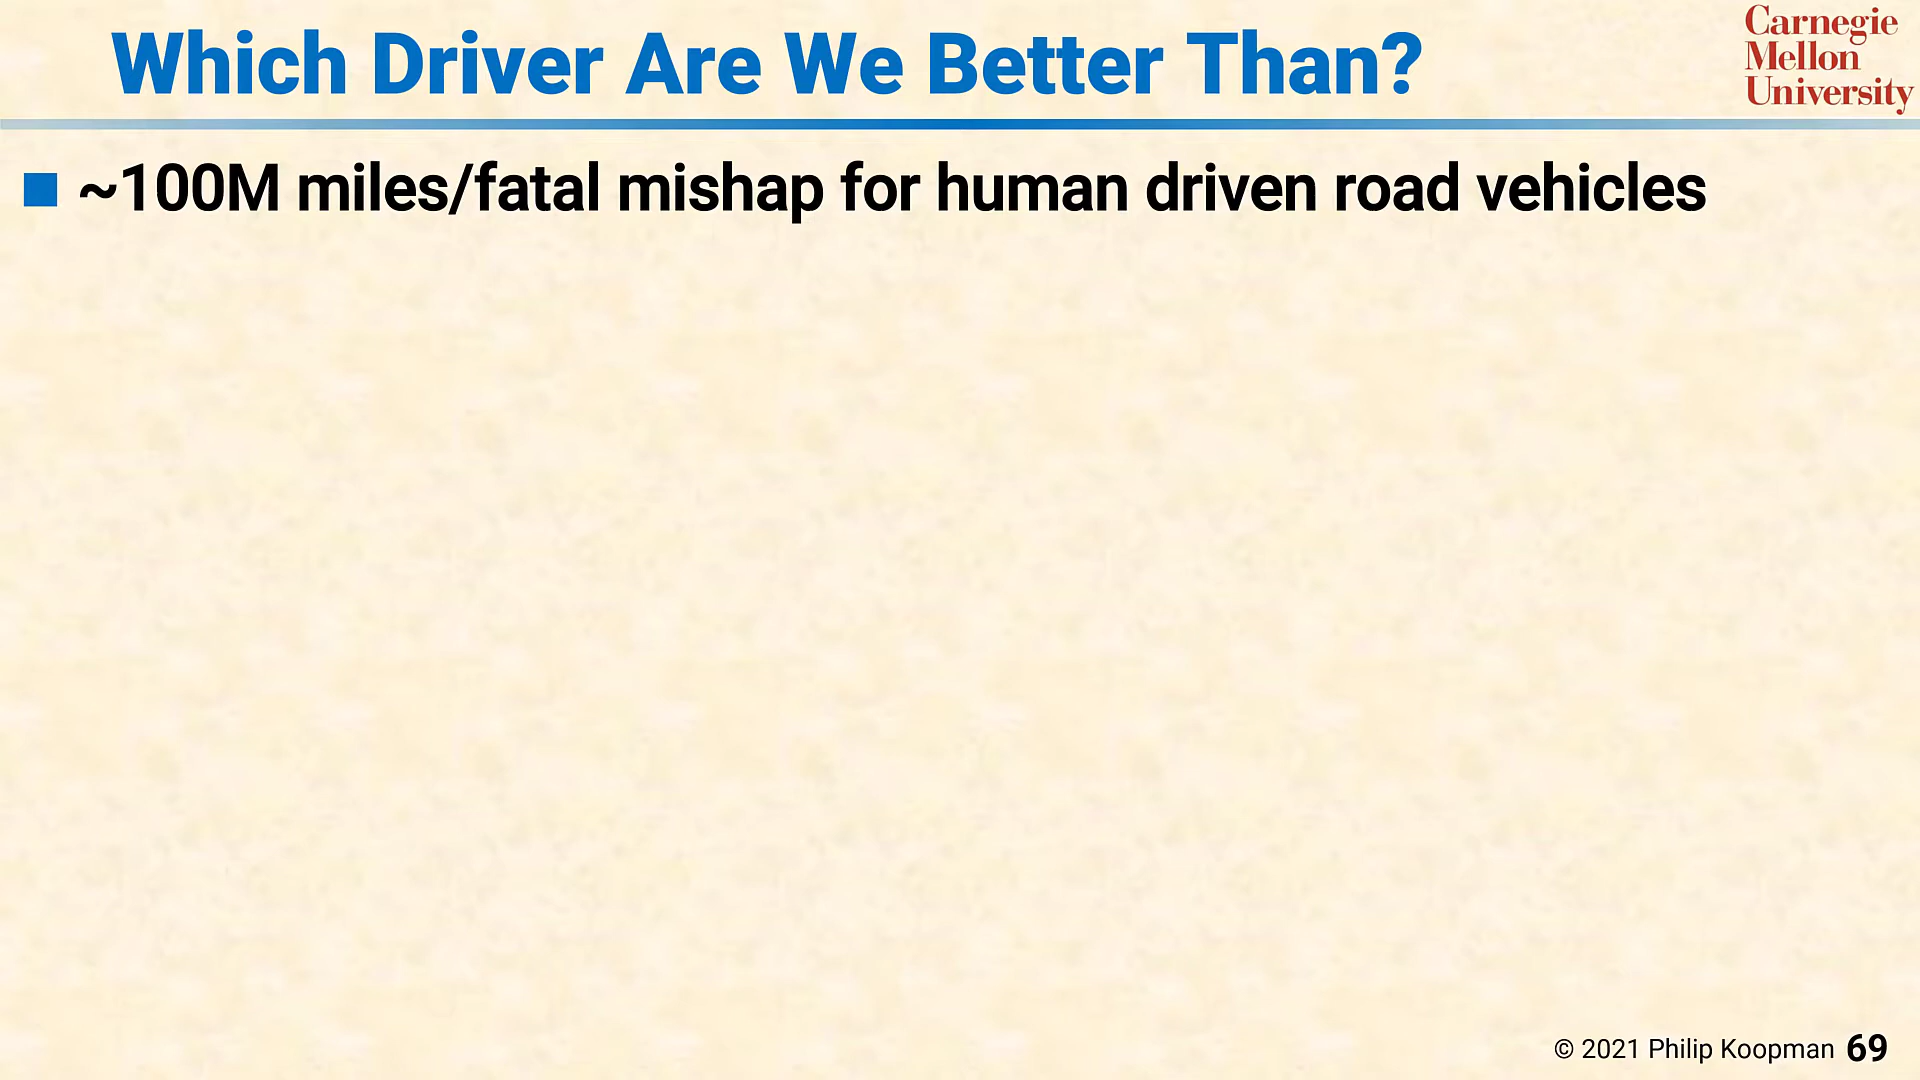 Which Driver Are We Better Than?
Carnegie
Mellon
University
~100M miles/fatal mishap for human driven road vehicles
© 2021 Philip Koopman 69